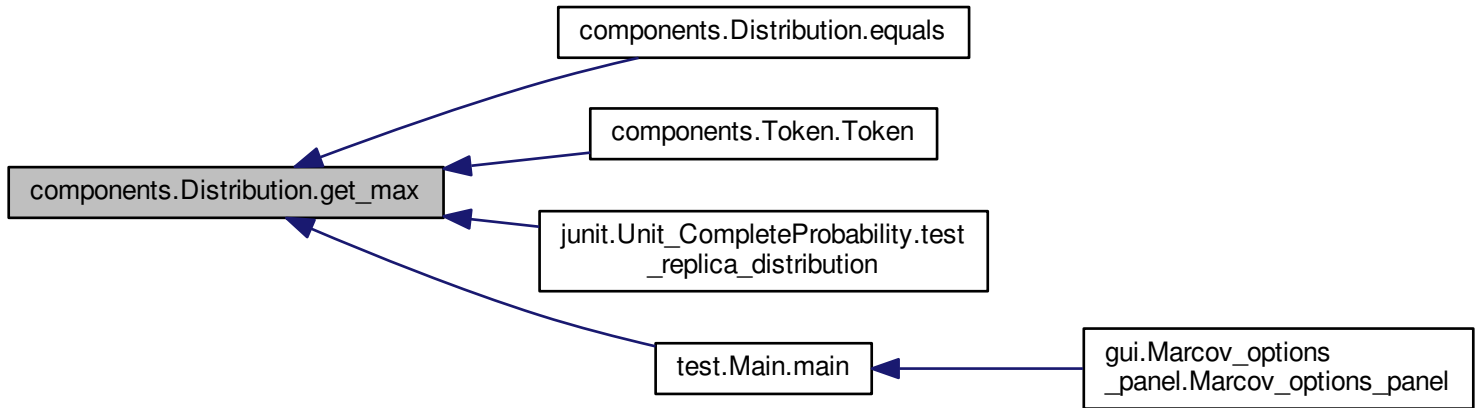 components.Distribution.equals
components.Token.Token
components.Distribution.get_max
junit.Unit_CompleteProbability.test
_replica_distribution
test.Main.main
gui.Marcov_options
_panel.Marcov_options_panel